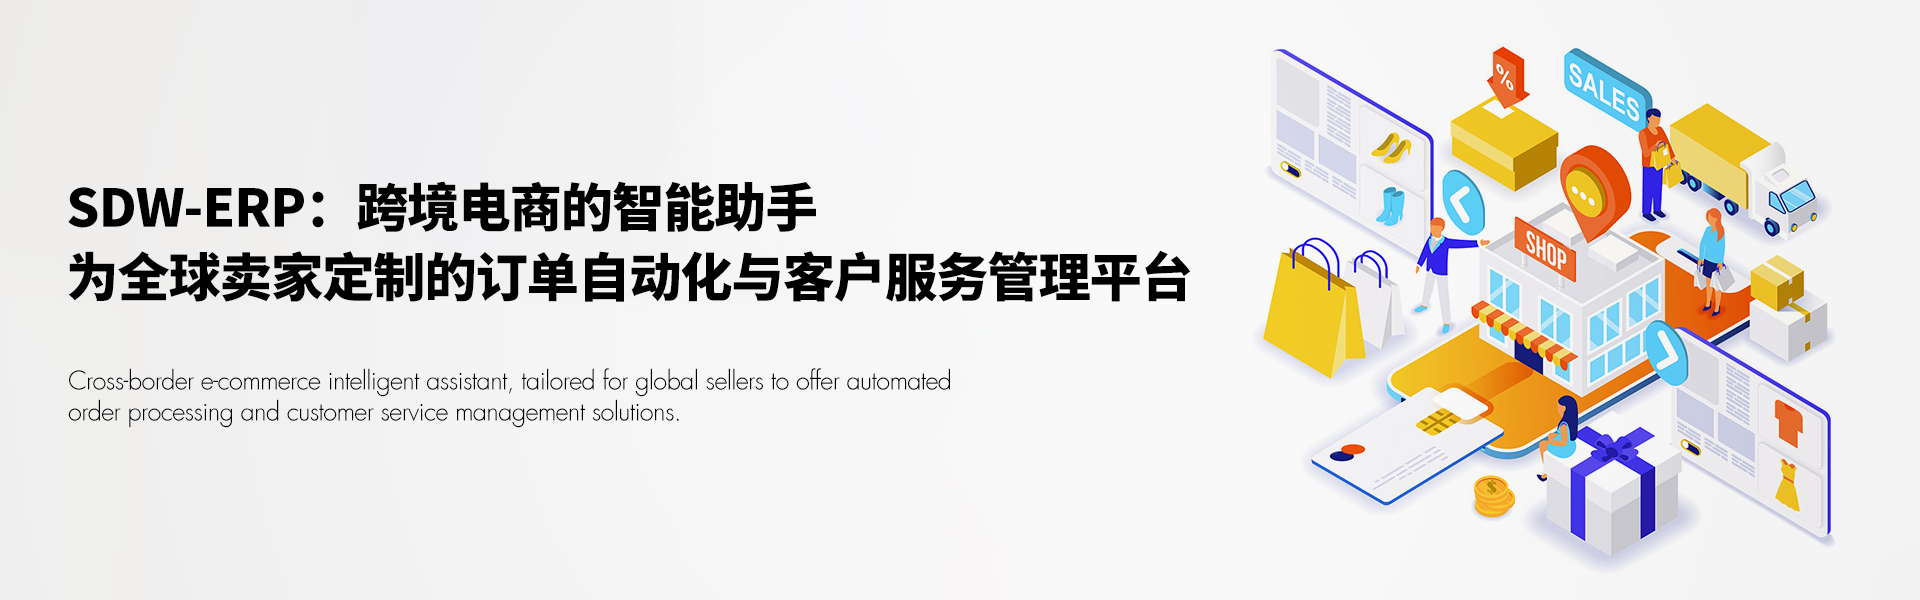 SDW-ERP：跨境电商的智能助手
为全球卖家定制的订单自动化与客户服务管理平台
Cross-border e-commerce intelligent assistant, tailored for global sellers to offer automated
order processing and customer service management solutions.
%
SALES
SHOP
$